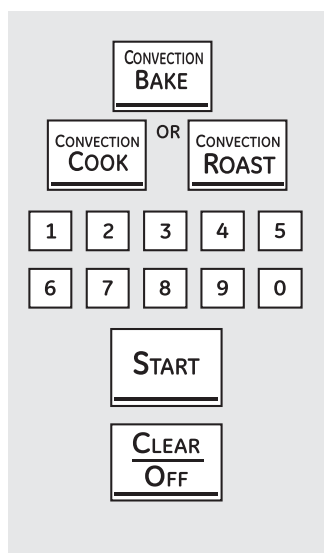 CONVECTION
BAKE
OR
CONVECTION
COOK
CONVECTION
ROAST
1 2 3 4 5
6 7 8 9 0
START
CLEAR
OFF